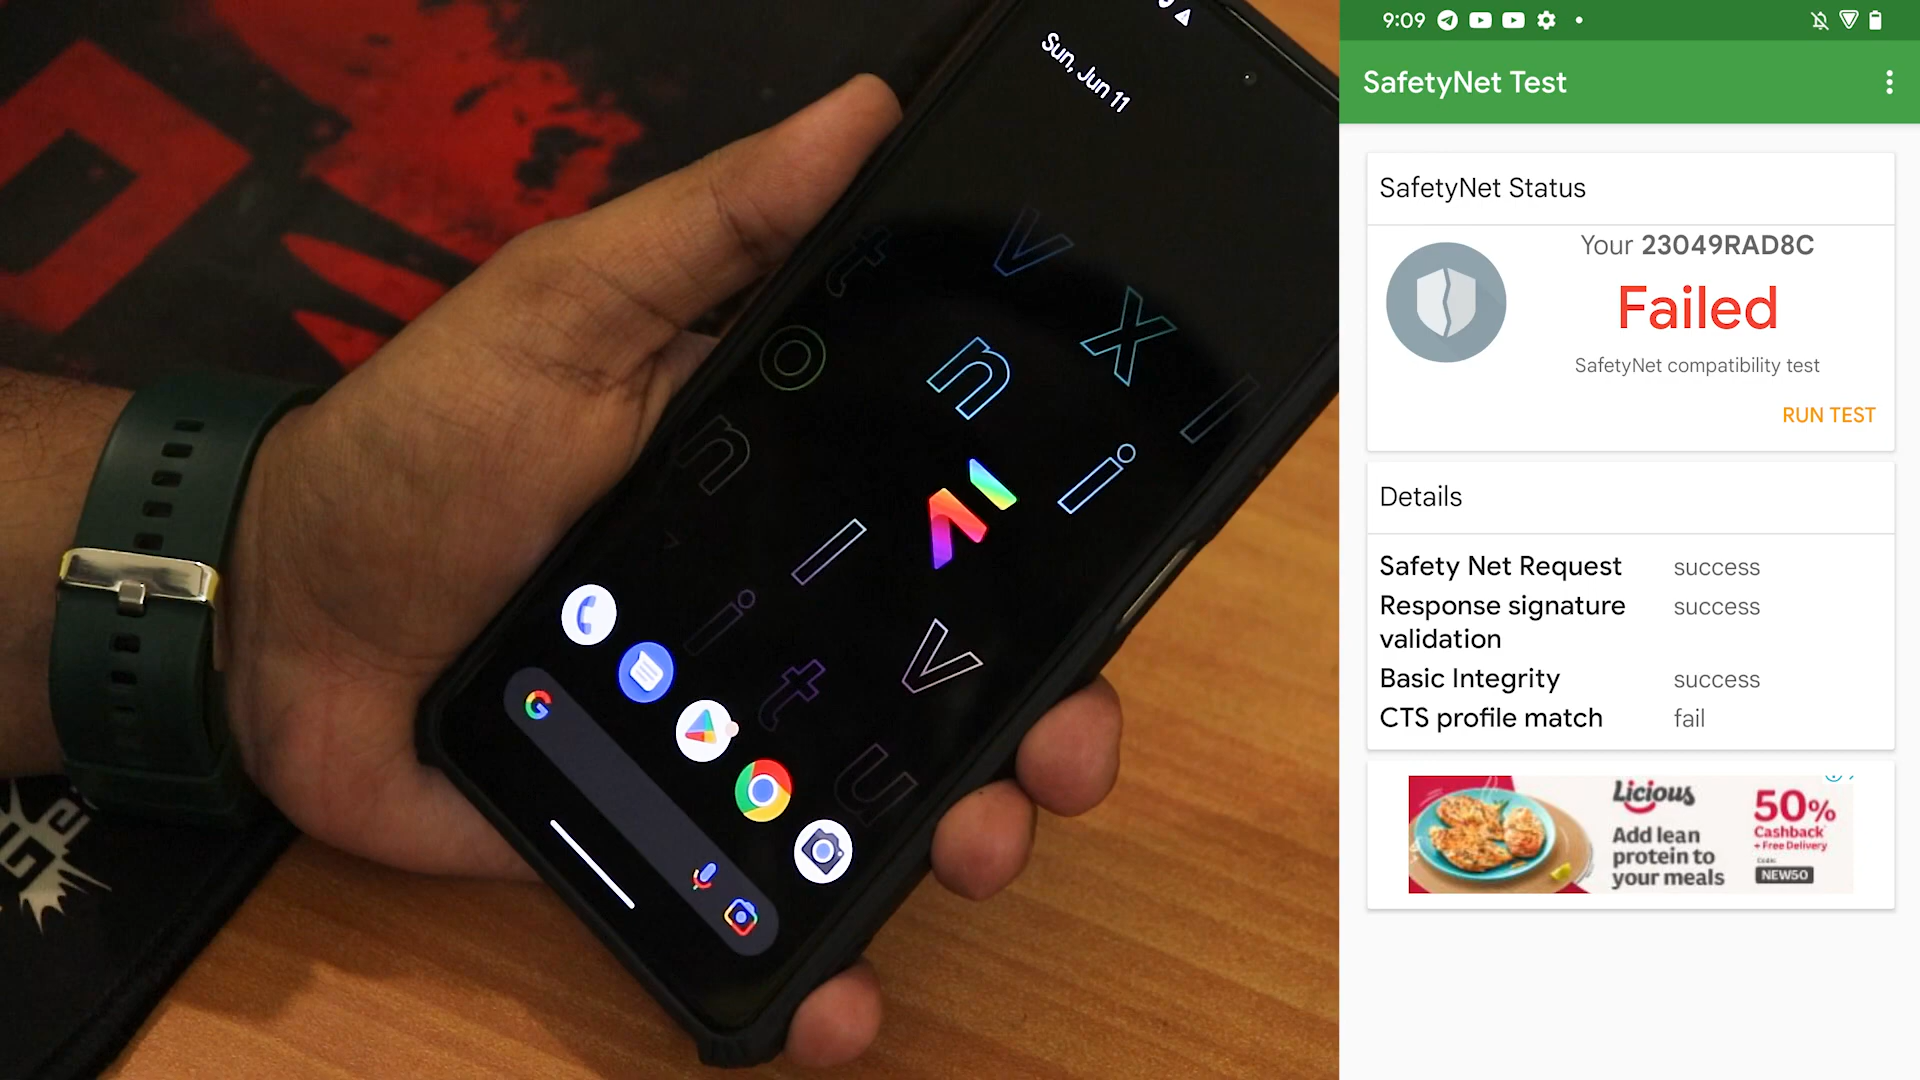 Sun, Jun 11
t
V
X
n
o
l
n
i
l
i
V
t
u
G
9:09
SafetyNet Test
SafetyNet Status
Your 23049RAD8C
Failed
SafetyNet compatibility test
RUN TEST
Details
Safety Net Request success
Response signature success
validation
Basic Integrity success
CTS profile match fail
Licious
Add lean
protein to
your meals
50%
Cashback*
+ Free Delivery
Code:
NEW50